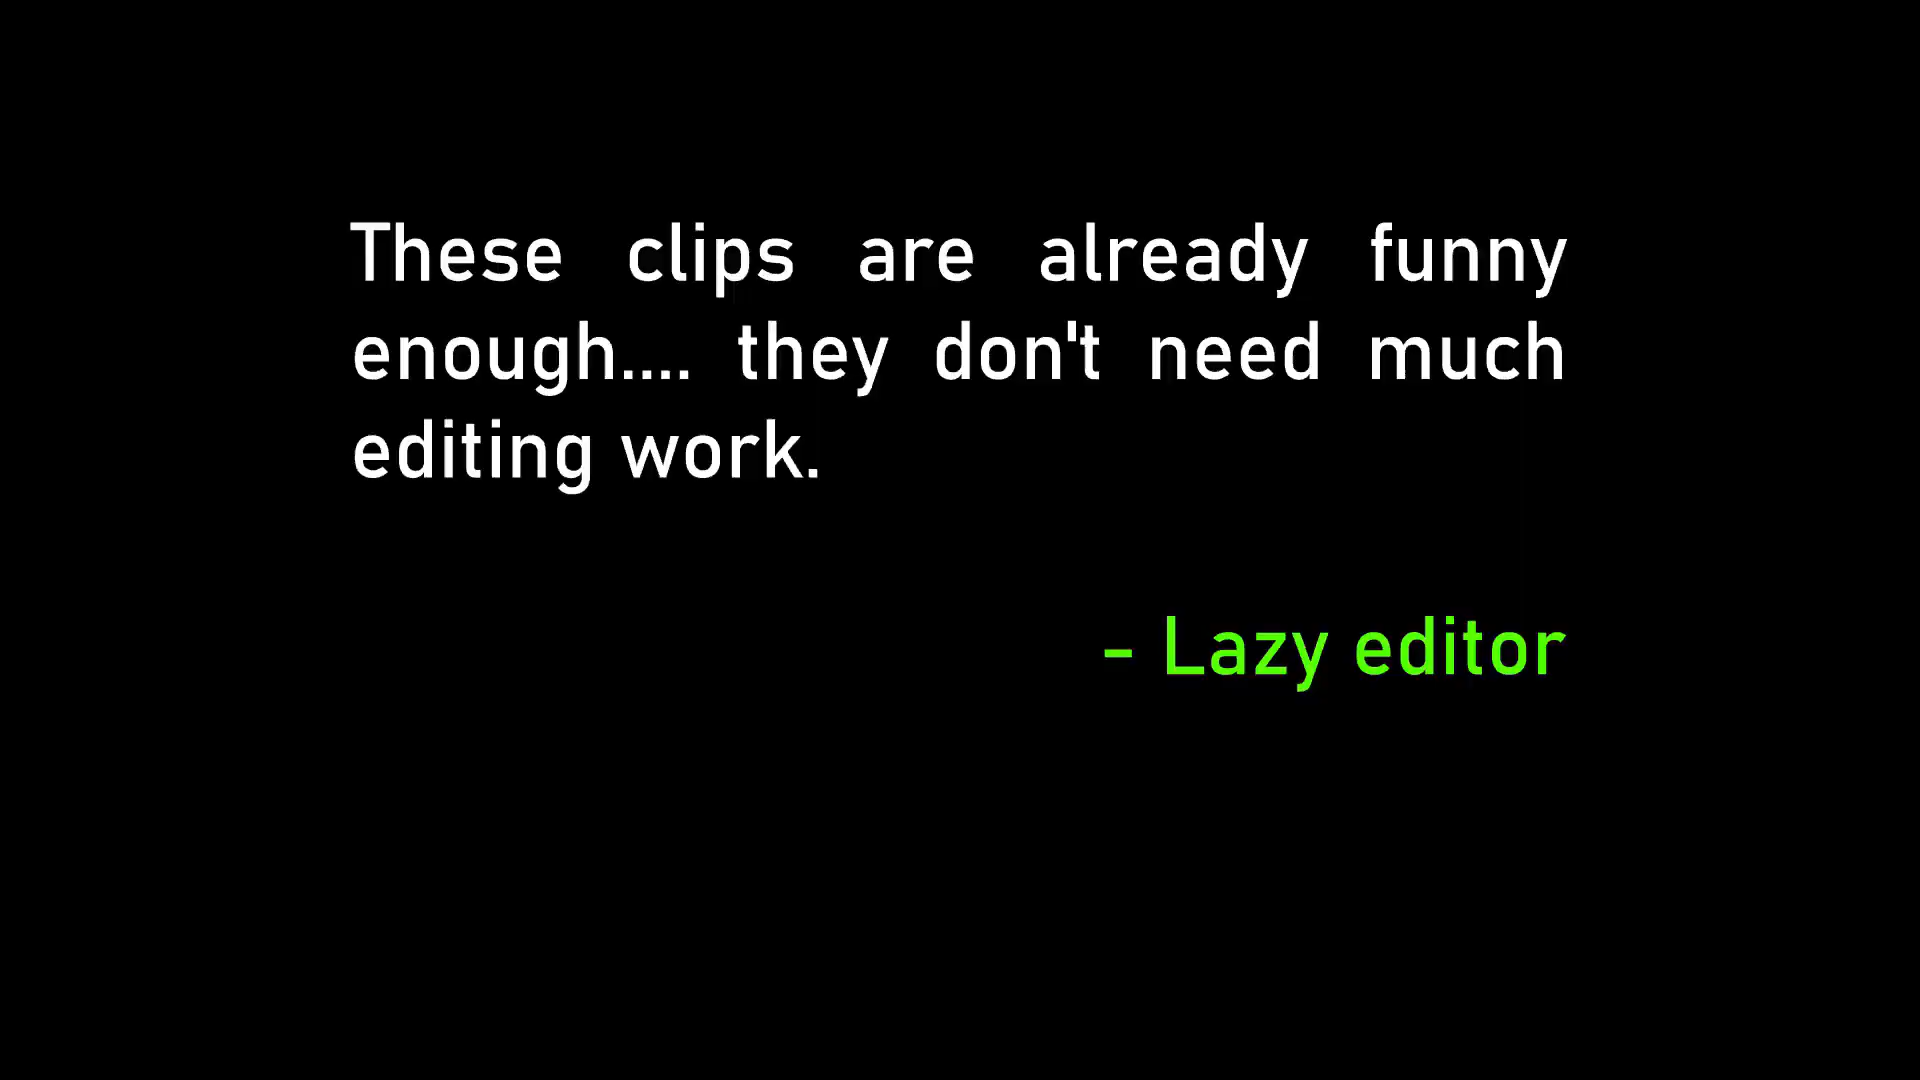 These clips are already funny
enough.... they don't need much
editing work.
- Lazy editor